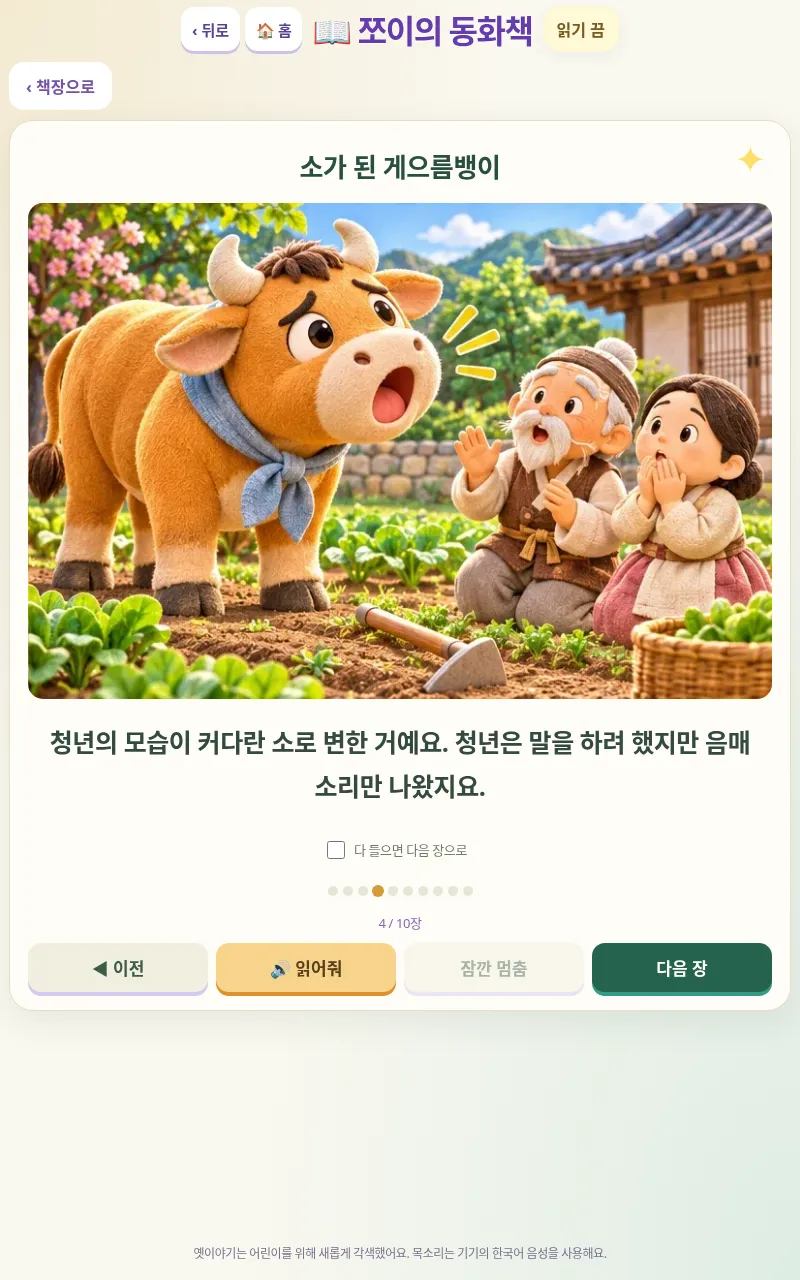 ‹ 뒤로
🏠 홈
📖 쪼이의 동화책
읽기 끝
‹ 책장으로
소가 된 게으름뱅이
청년의 모습이 커다란 소로 변한 거예요. 청년은 말을 하려 했지만 음매
소리만 나왔지요.
다 들으면 다음 장으로
4 / 10장
◀ 이전
🔊 읽어줘
잠깐 멈춤
다음 장
옛이야기는 어린이를 위해 새롭게 각색했어요. 목소리는 기기의 한국어 음성을 사용해요.